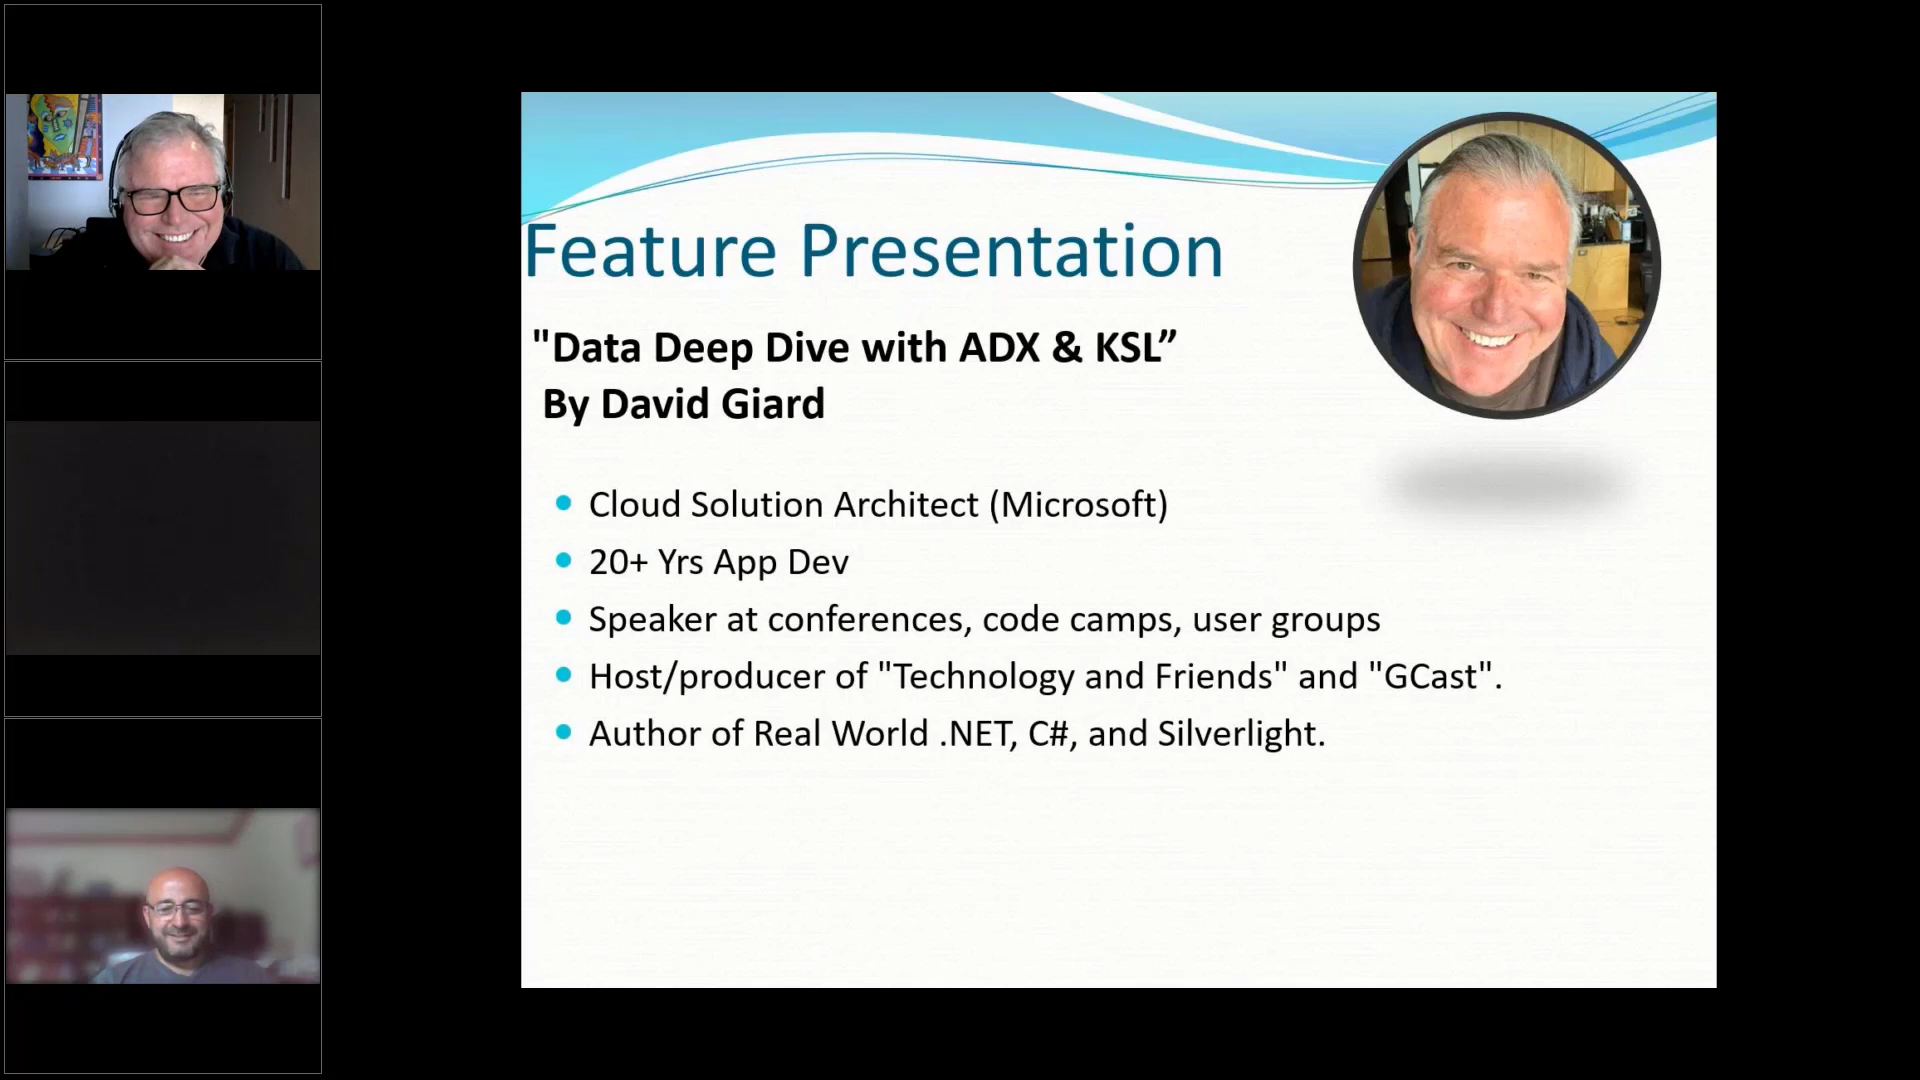 Feature Presentation
"Data Deep Dive with ADX & KSL”
By David Giard
Cloud Solution Architect (Microsoft)
20+ Yrs App Dev
Speaker at conferences, code camps, user groups
Host/producer of "Technology and Friends" and "GCast".
Author of Real World .NET, C#, and Silverlight.